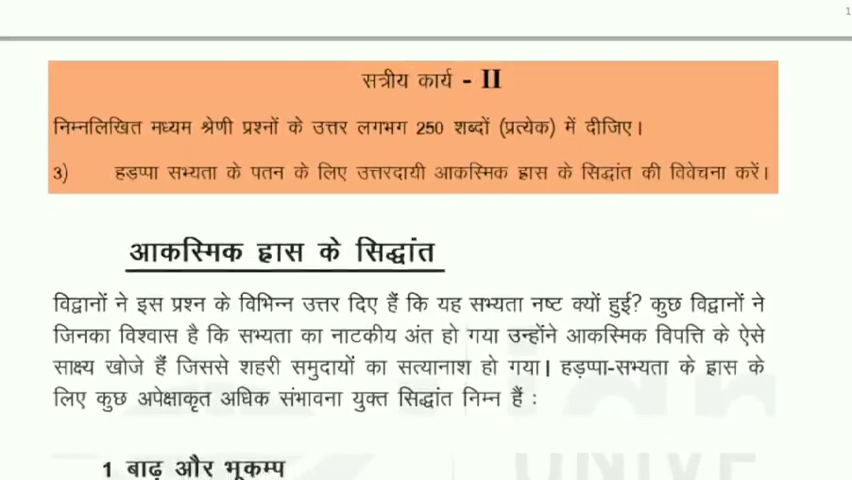 1
सत्रीय कार्य - II
निम्नलिखित मध्यम श्रेणी प्रश्नों के उत्तर लगभग 250 शब्दों (प्रत्येक) में दीजिए।
3) हड़प्पा सभ्यता के पतन के लिए उत्तरदायी आकस्मिक ह्रास के सिद्धांत की विवेचना करें।
आकस्मिक ह्रास के सिद्धांत
विद्वानों ने इस प्रश्न के विभिन्न उत्तर दिए हैं कि यह सभ्यता नष्ट क्यों हुई? कुछ विद्वानों ने
जिनका विश्वास है कि सभ्यता का नाटकीय अंत हो गया उन्होंने आकस्मिक विपत्ति के ऐसे
साक्ष्य खोजे हैं जिससे शहरी समुदायों का सत्यानाश हो गया। हड़प्पा-सभ्यता के ह्रास के
लिए कुछ अपेक्षाकृत अधिक संभावना युक्त सिद्धांत निम्न हैं :
1 बाढ़ और भूकम्प